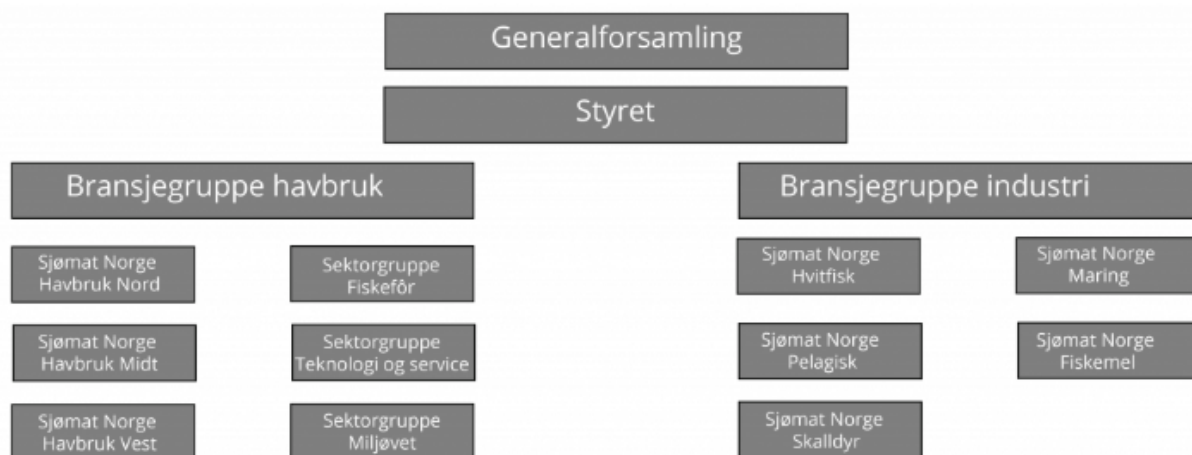 Generalforsamling
Styret
Bransjegruppe havbruk
Sjømat Norge
Havbruk Nord
Sektorgruppe
Fiskefôr
Sjømat Norge
Havbruk Midt
Sektorgruppe
Teknologi og service
Sjømat Norge
Havbruk Vest
Sektorgruppe
Miljøvet
Bransjegruppe industri
Sjømat Norge
Hvitfisk
Sjømat Norge
Maring
Sjømat Norge
Pelagisk
Sjømat Norge
Fiskemel
Sjømat Norge
Skalldyr